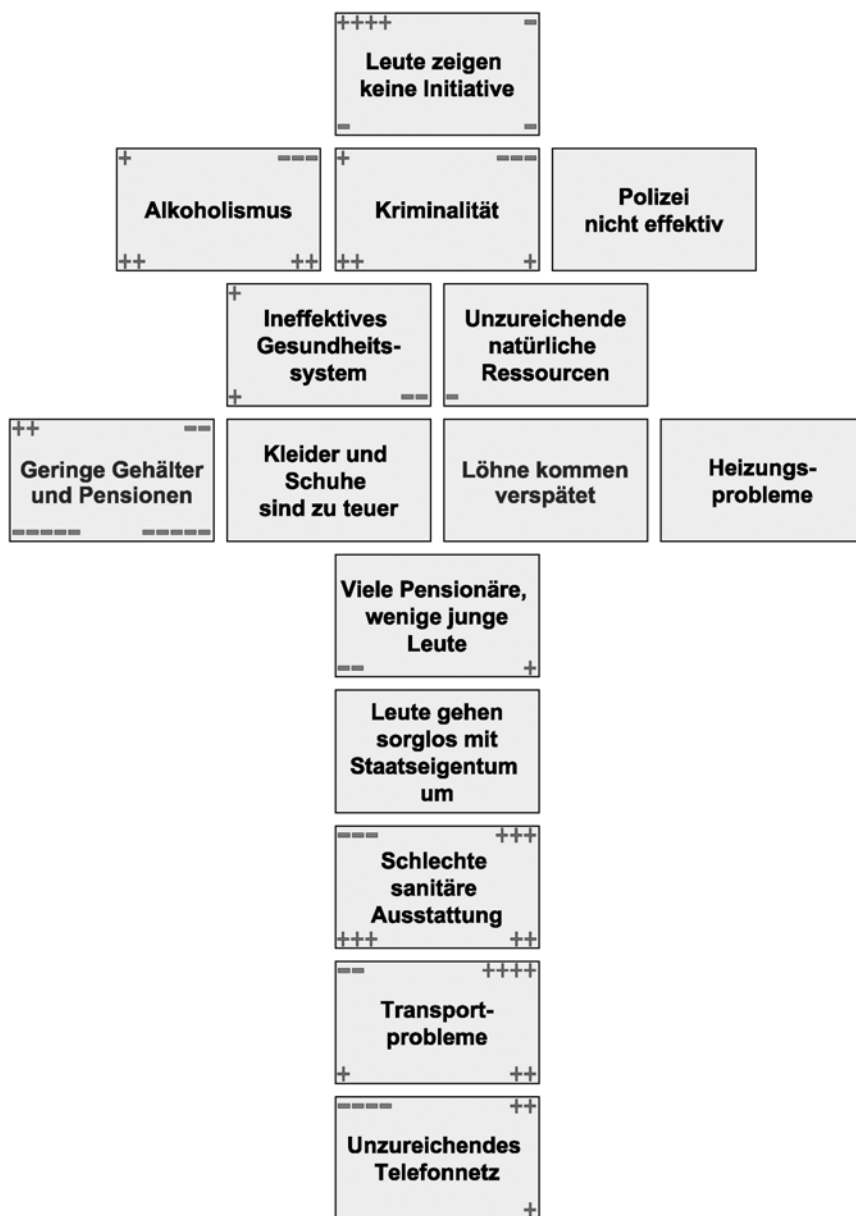 ++++ −
Leute zeigen
keine Initiative
− −
+ −−− + −−−
Alkoholismus
Kriminalität
Polizei
nicht effektiv
++ ++ ++ +
+
Ineffektives
Gesundheits-
system
+ −−
Unzureichende
natürliche
Ressourcen
−
++ −−
Geringe Gehälter
und Pensionen
−−−−− −−−−−
Kleider und
Schuhe
sind zu teuer
Löhne kommen
verspätet
Heizungs-
probleme
Viele Pensionäre,
wenige junge
Leute
−− +
Leute gehen
sorglos mit
Staatseigentum
um
−−− +++
Schlechte
sanitäre
Ausstattung
+++ ++
−− ++++
Transport-
probleme
+ ++
−−−− ++
Unzureichendes
Telefonnetz
+